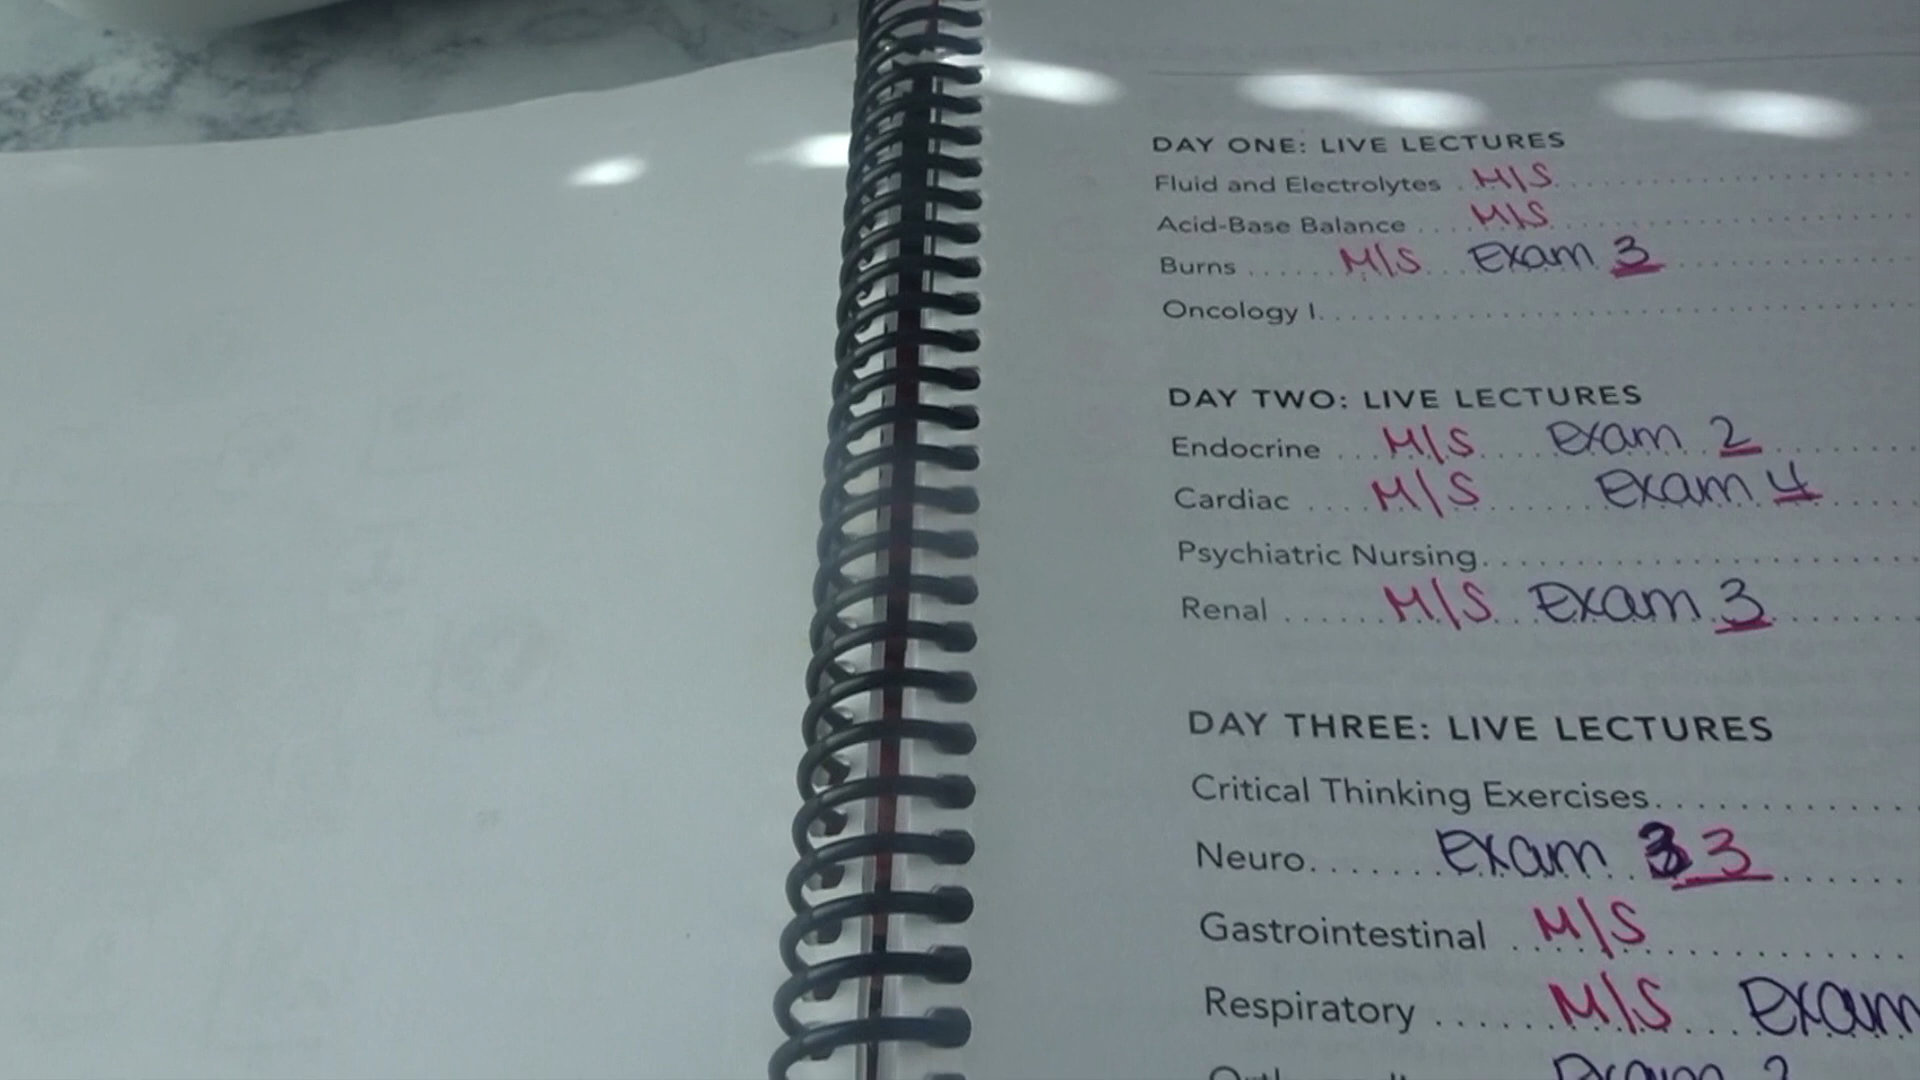 DAY ONE: LIVE LECTURES
Fluid and Electrolytes . M/S
Acid-Base Balance .... M/S
Burns ...... M/S ... Exam 3
Oncology I
DAY TWO: LIVE LECTURES
Endocrine ... M/S .... Exam 2
Cardiac .... M/S ...... Exam 4
Psychiatric Nursing
Renal ...... M/S .. Exam 3
DAY THREE: LIVE LECTURES
Critical Thinking Exercises
Neuro ....... Exam 3 3
Gastrointestinal .. M/S
Respiratory ...... M/S ... Exam